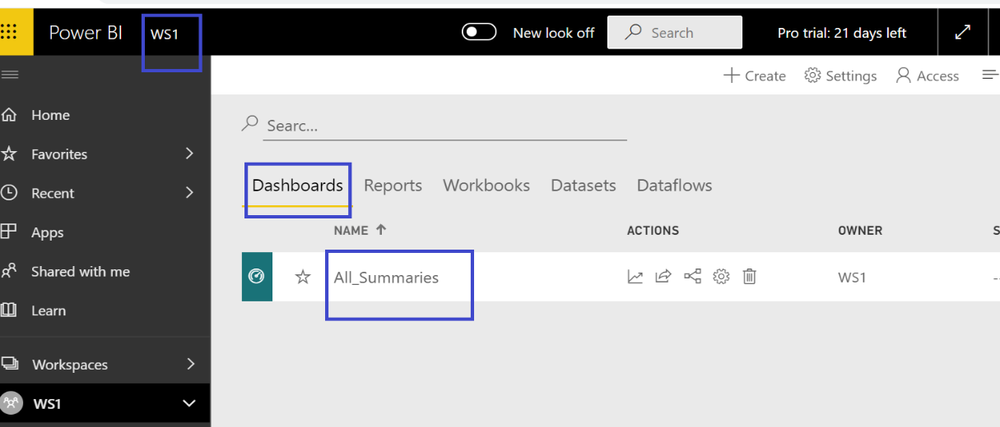 Power BI WS1 New look off Search Pro trial: 21 days left
Create Settings Access
Home
Favorites
Recent
Apps
Shared with me
Learn
Workspaces
WS1
Searc...
Dashboards Reports Workbooks Datasets Dataflows
NAME ACTIONS OWNER S
All_Summaries WS1 --